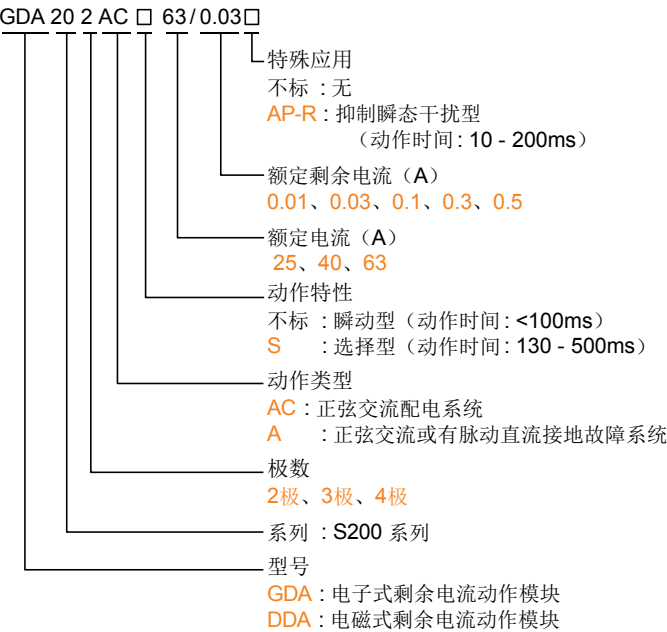 GDA 20 2 AC □ 63 / 0.03 □
特殊应用
不标 : 无
AP-R : 抑制瞬态干扰型
（动作时间 : 10 - 200ms）
额定剩余电流（A）
0.01、0.03、0.1、0.3、0.5
额定电流（A）
25、40、63
动作特性
不标 : 瞬动型（动作时间 : <100ms）
S : 选择型（动作时间 : 130 - 500ms）
动作类型
AC : 正弦交流配电系统
A : 正弦交流或有脉动直流接地故障系统
极数
2极、3极、4极
系列 : S200 系列
型号
GDA : 电子式剩余电流动作模块
DDA : 电磁式剩余电流动作模块